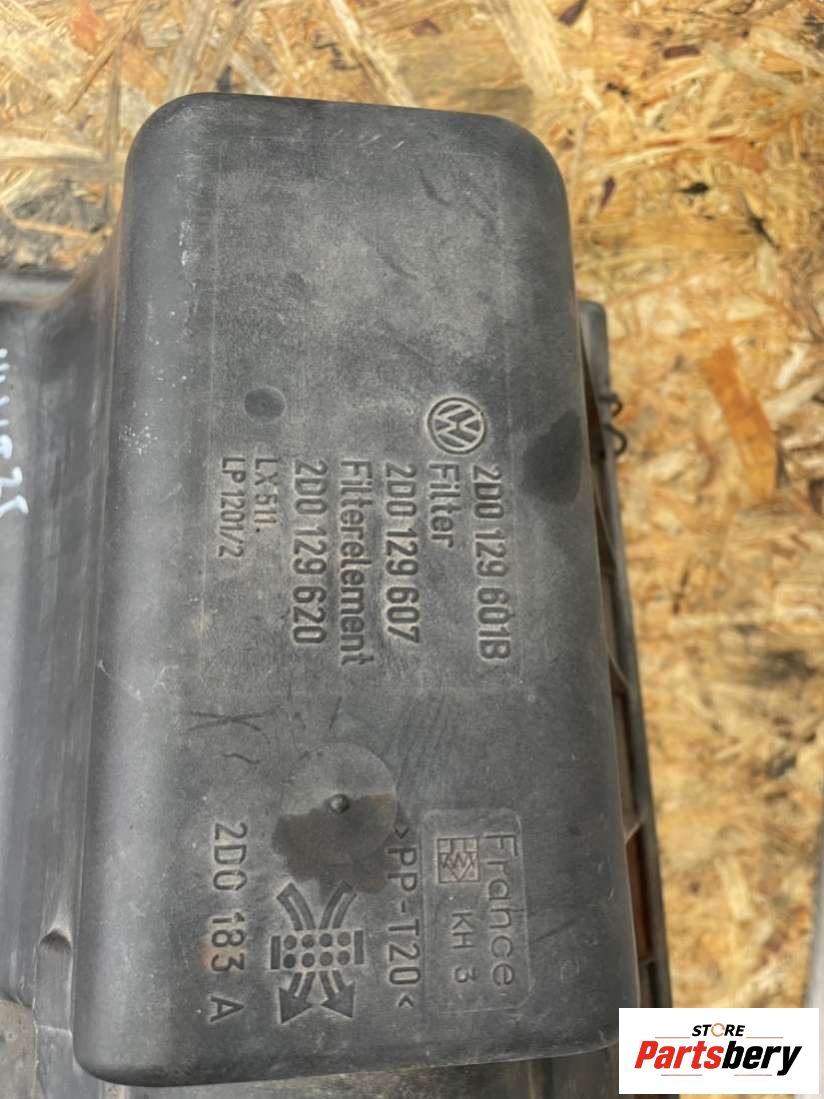 2D0 129 601B
Filter
2D0 129 607
Filterelement
2D0 129 620
LX 511.
LP 1201/2
France
KH 3
>PP-T20<
2D0 183 A
STORE
Partsbery